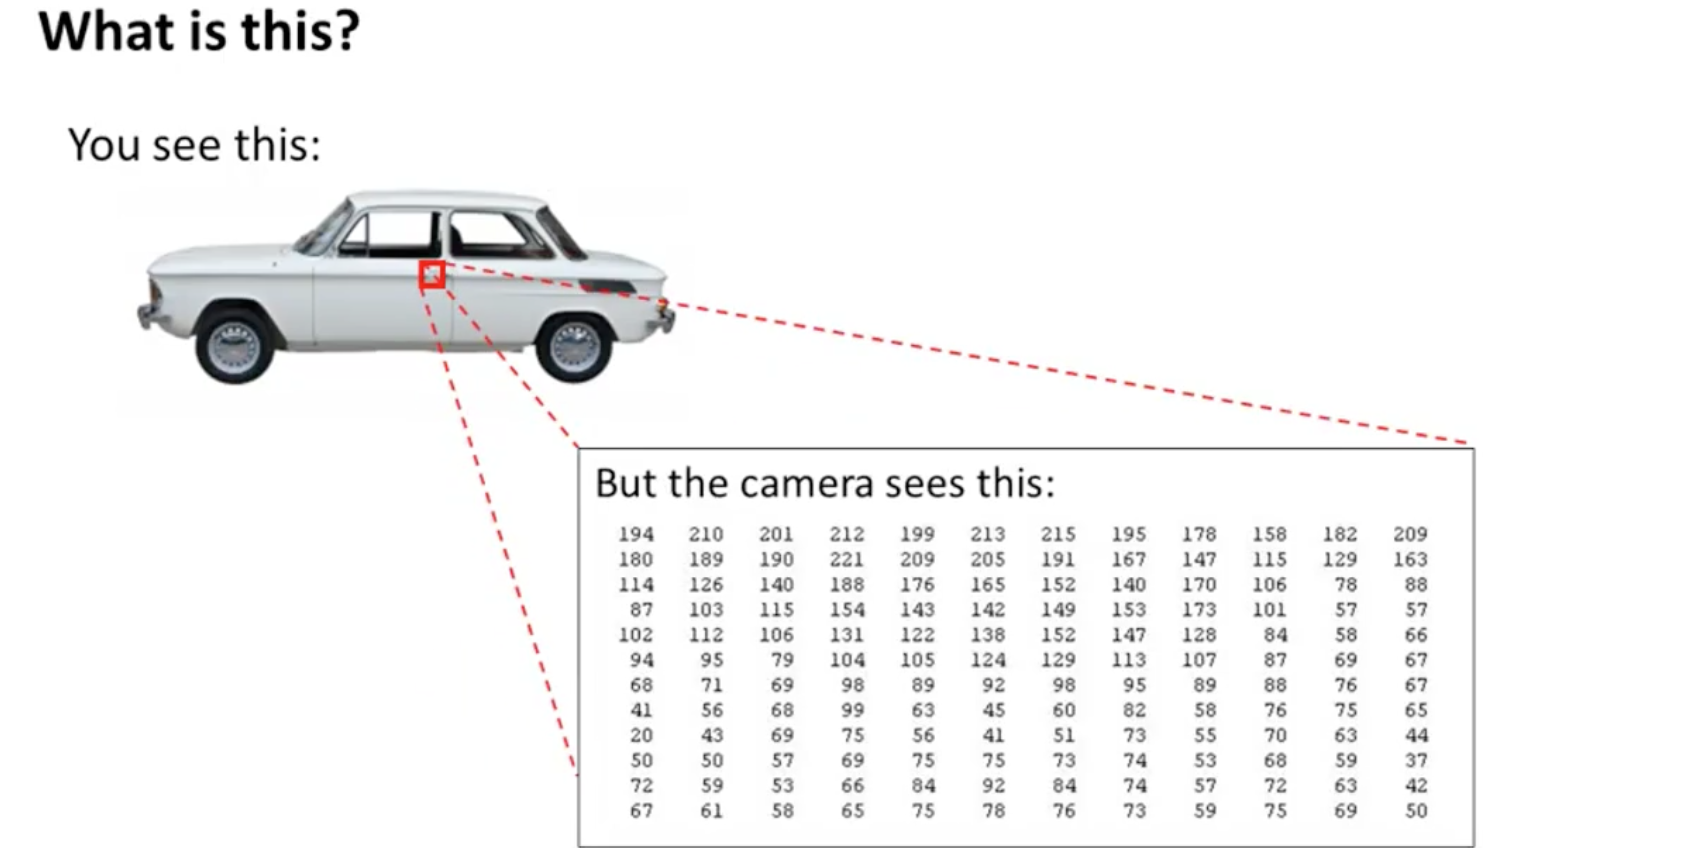 What is this?
You see this:
But the camera sees this:
194 210 201 212 199 213 215 195 178 158 182 209
180 189 190 221 209 205 191 167 147 115 129 163
114 126 140 188 176 165 152 140 170 106 78 88
87 103 115 154 143 142 149 153 173 101 57 57
102 112 106 131 122 138 152 147 128 84 58 66
94 95 79 104 105 124 129 113 107 87 69 67
68 71 69 98 89 92 98 95 89 88 76 67
41 56 68 99 63 45 60 82 58 76 75 65
20 43 69 75 56 41 51 73 55 70 63 44
50 50 57 69 75 75 73 74 53 68 59 37
72 59 53 66 84 92 84 74 57 72 63 42
67 61 58 65 75 78 76 73 59 75 69 50